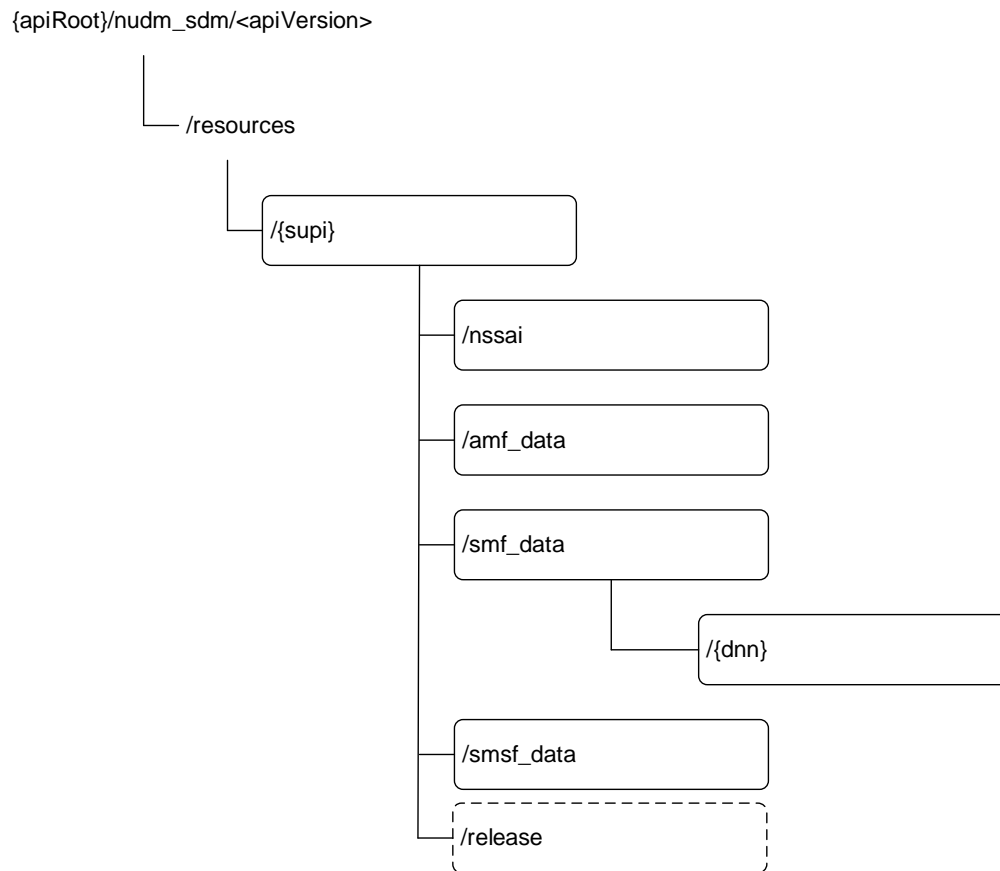 {apiRoot}/nudm_sdm/<apiVersion>
/resources
/{supi}
/nssai
/amf_data
/smf_data
/{dnn}
/smsf_data
/release